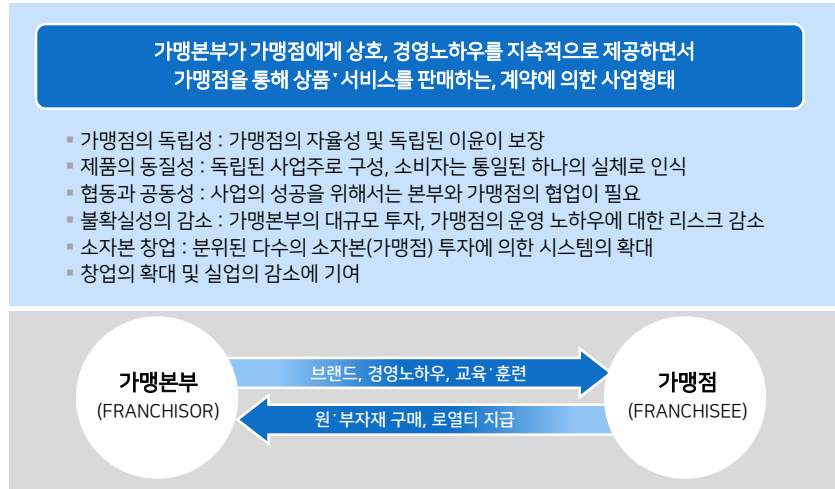 가맹본부가 가맹점에게 상호, 경영노하우를 지속적으로 제공하면서
가맹점을 통해 상품·서비스를 판매하는, 계약에 의한 사업형태
▪ 가맹점의 독립성 : 가맹점의 자율성 및 독립된 이윤이 보장
▪ 제품의 동질성 : 독립된 사업주로 구성, 소비자는 통일된 하나의 실체로 인식
▪ 협동과 공동성 : 사업의 성공을 위해서는 본부와 가맹점의 협업이 필요
▪ 불확실성의 감소 : 가맹본부의 대규모 투자, 가맹점의 운영 노하우에 대한 리스크 감소
▪ 소자본 창업 : 분위된 다수의 소자본(가맹점) 투자에 의한 시스템의 확대
▪ 창업의 확대 및 실업의 감소에 기여
가맹본부
(FRANCHISOR)
브랜드, 경영노하우, 교육·훈련
원·부자재 구매, 로열티 지급
가맹점
(FRANCHISEE)